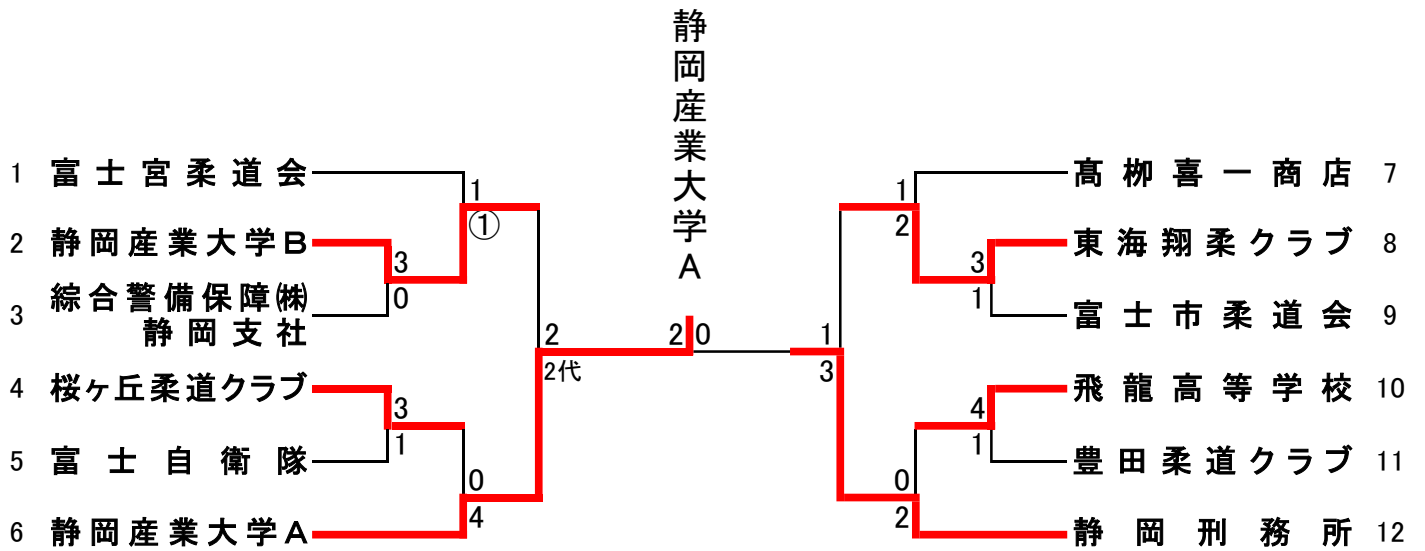 静岡産業大学A
1 富士宮柔道会
2 静岡産業大学B
3 綜合警備保障㈱
静岡支社
4 桜ヶ丘柔道クラブ
5 富士自衛隊
6 静岡産業大学A
1
①
3
0
3
1
0
4
2
2代
2 0
1
3
1
2
3
1
4
1
0
2
髙栁喜一商店 7
東海翔柔クラブ 8
富士市柔道会 9
飛龍高等学校 10
豊田柔道クラブ 11
静岡刑務所 12